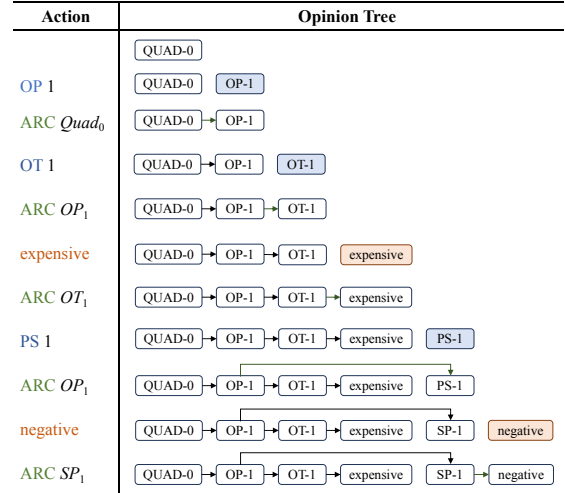 Action Opinion Tree
QUAD-0
OP 1 QUAD-0 OP-1
ARC Quad0 QUAD-0 OP-1
OT 1 QUAD-0 OP-1 OT-1
ARC OP1 QUAD-0 OP-1 OT-1
expensive QUAD-0 OP-1 OT-1 expensive
ARC OT1 QUAD-0 OP-1 OT-1 expensive
PS 1 QUAD-0 OP-1 OT-1 expensive PS-1
ARC OP1 QUAD-0 OP-1 OT-1 expensive PS-1
negative QUAD-0 OP-1 OT-1 expensive SP-1 negative
ARC SP1 QUAD-0 OP-1 OT-1 expensive SP-1 negative